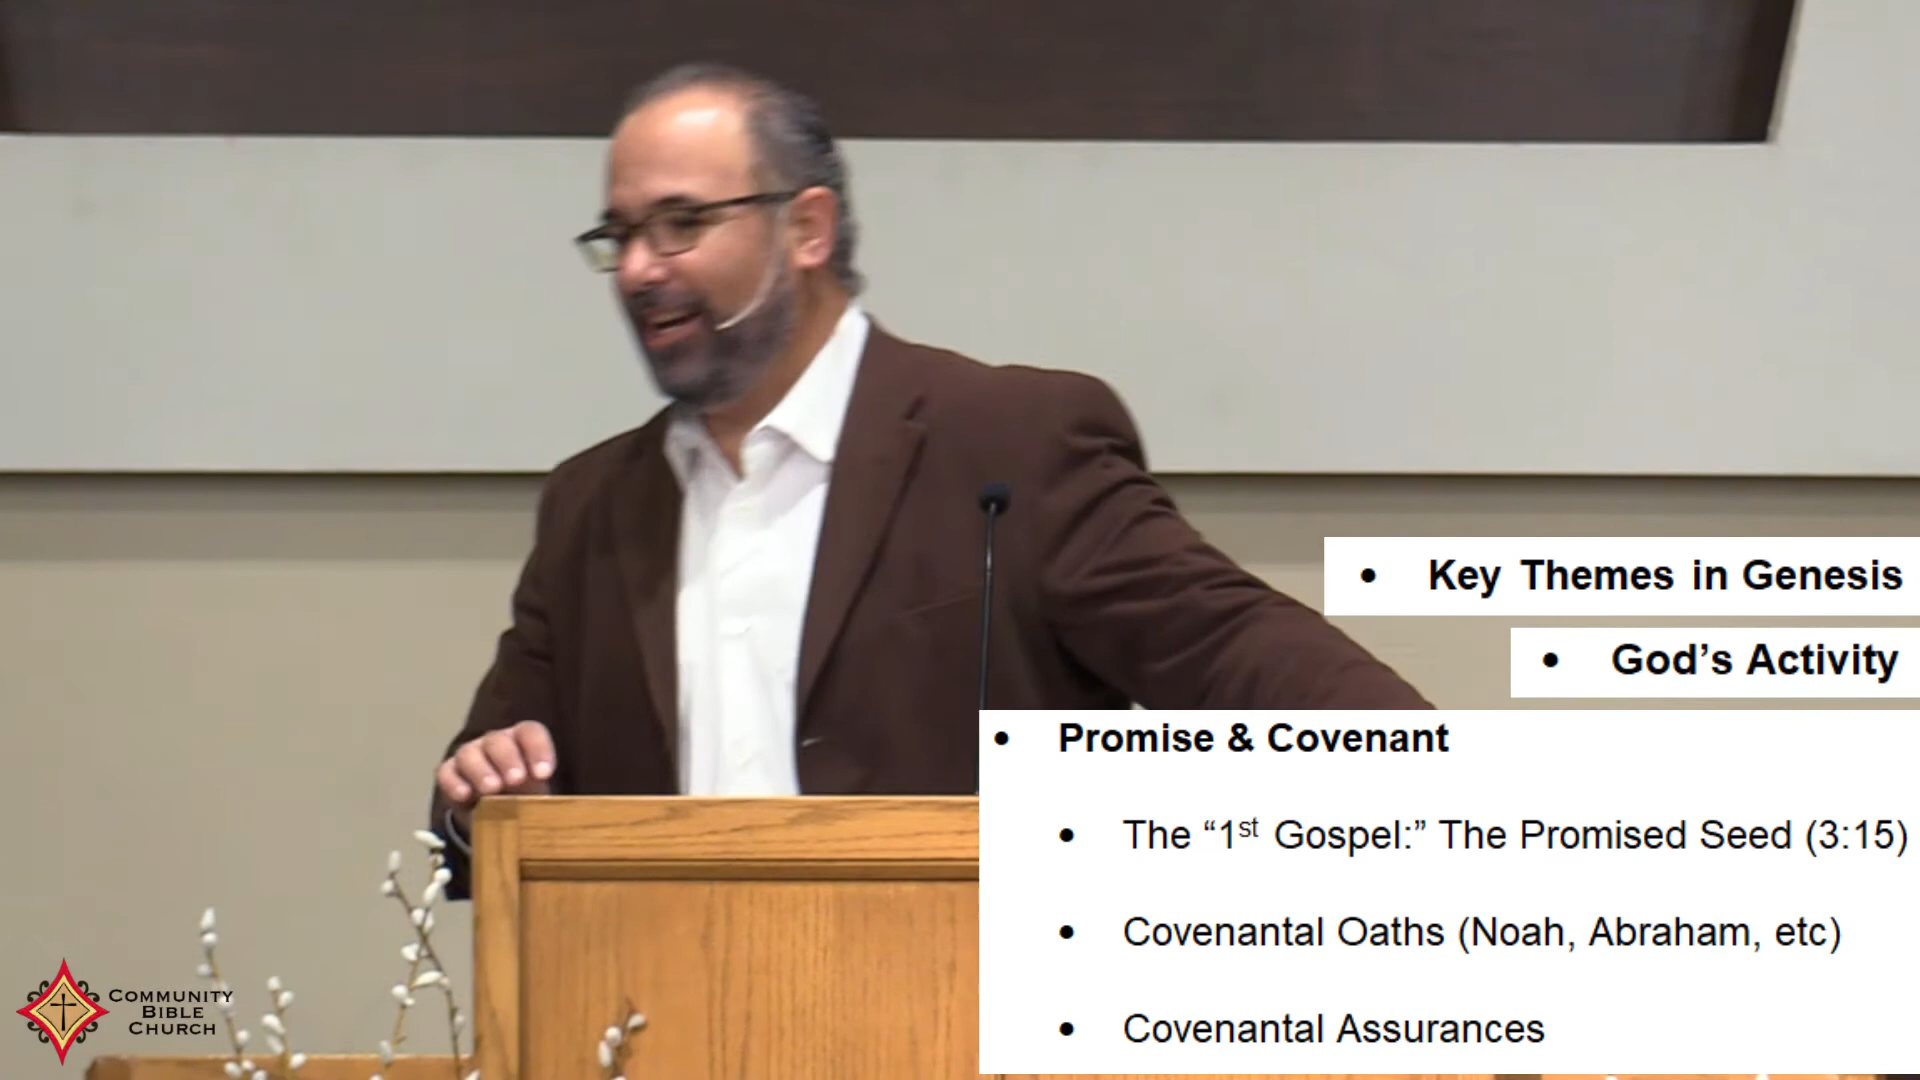 • Key Themes in Genesis
• God’s Activity
• Promise & Covenant
• The “1st Gospel:” The Promised Seed (3:15)
• Covenantal Oaths (Noah, Abraham, etc)
• Covenantal Assurances
COMMUNITY
BIBLE
CHURCH